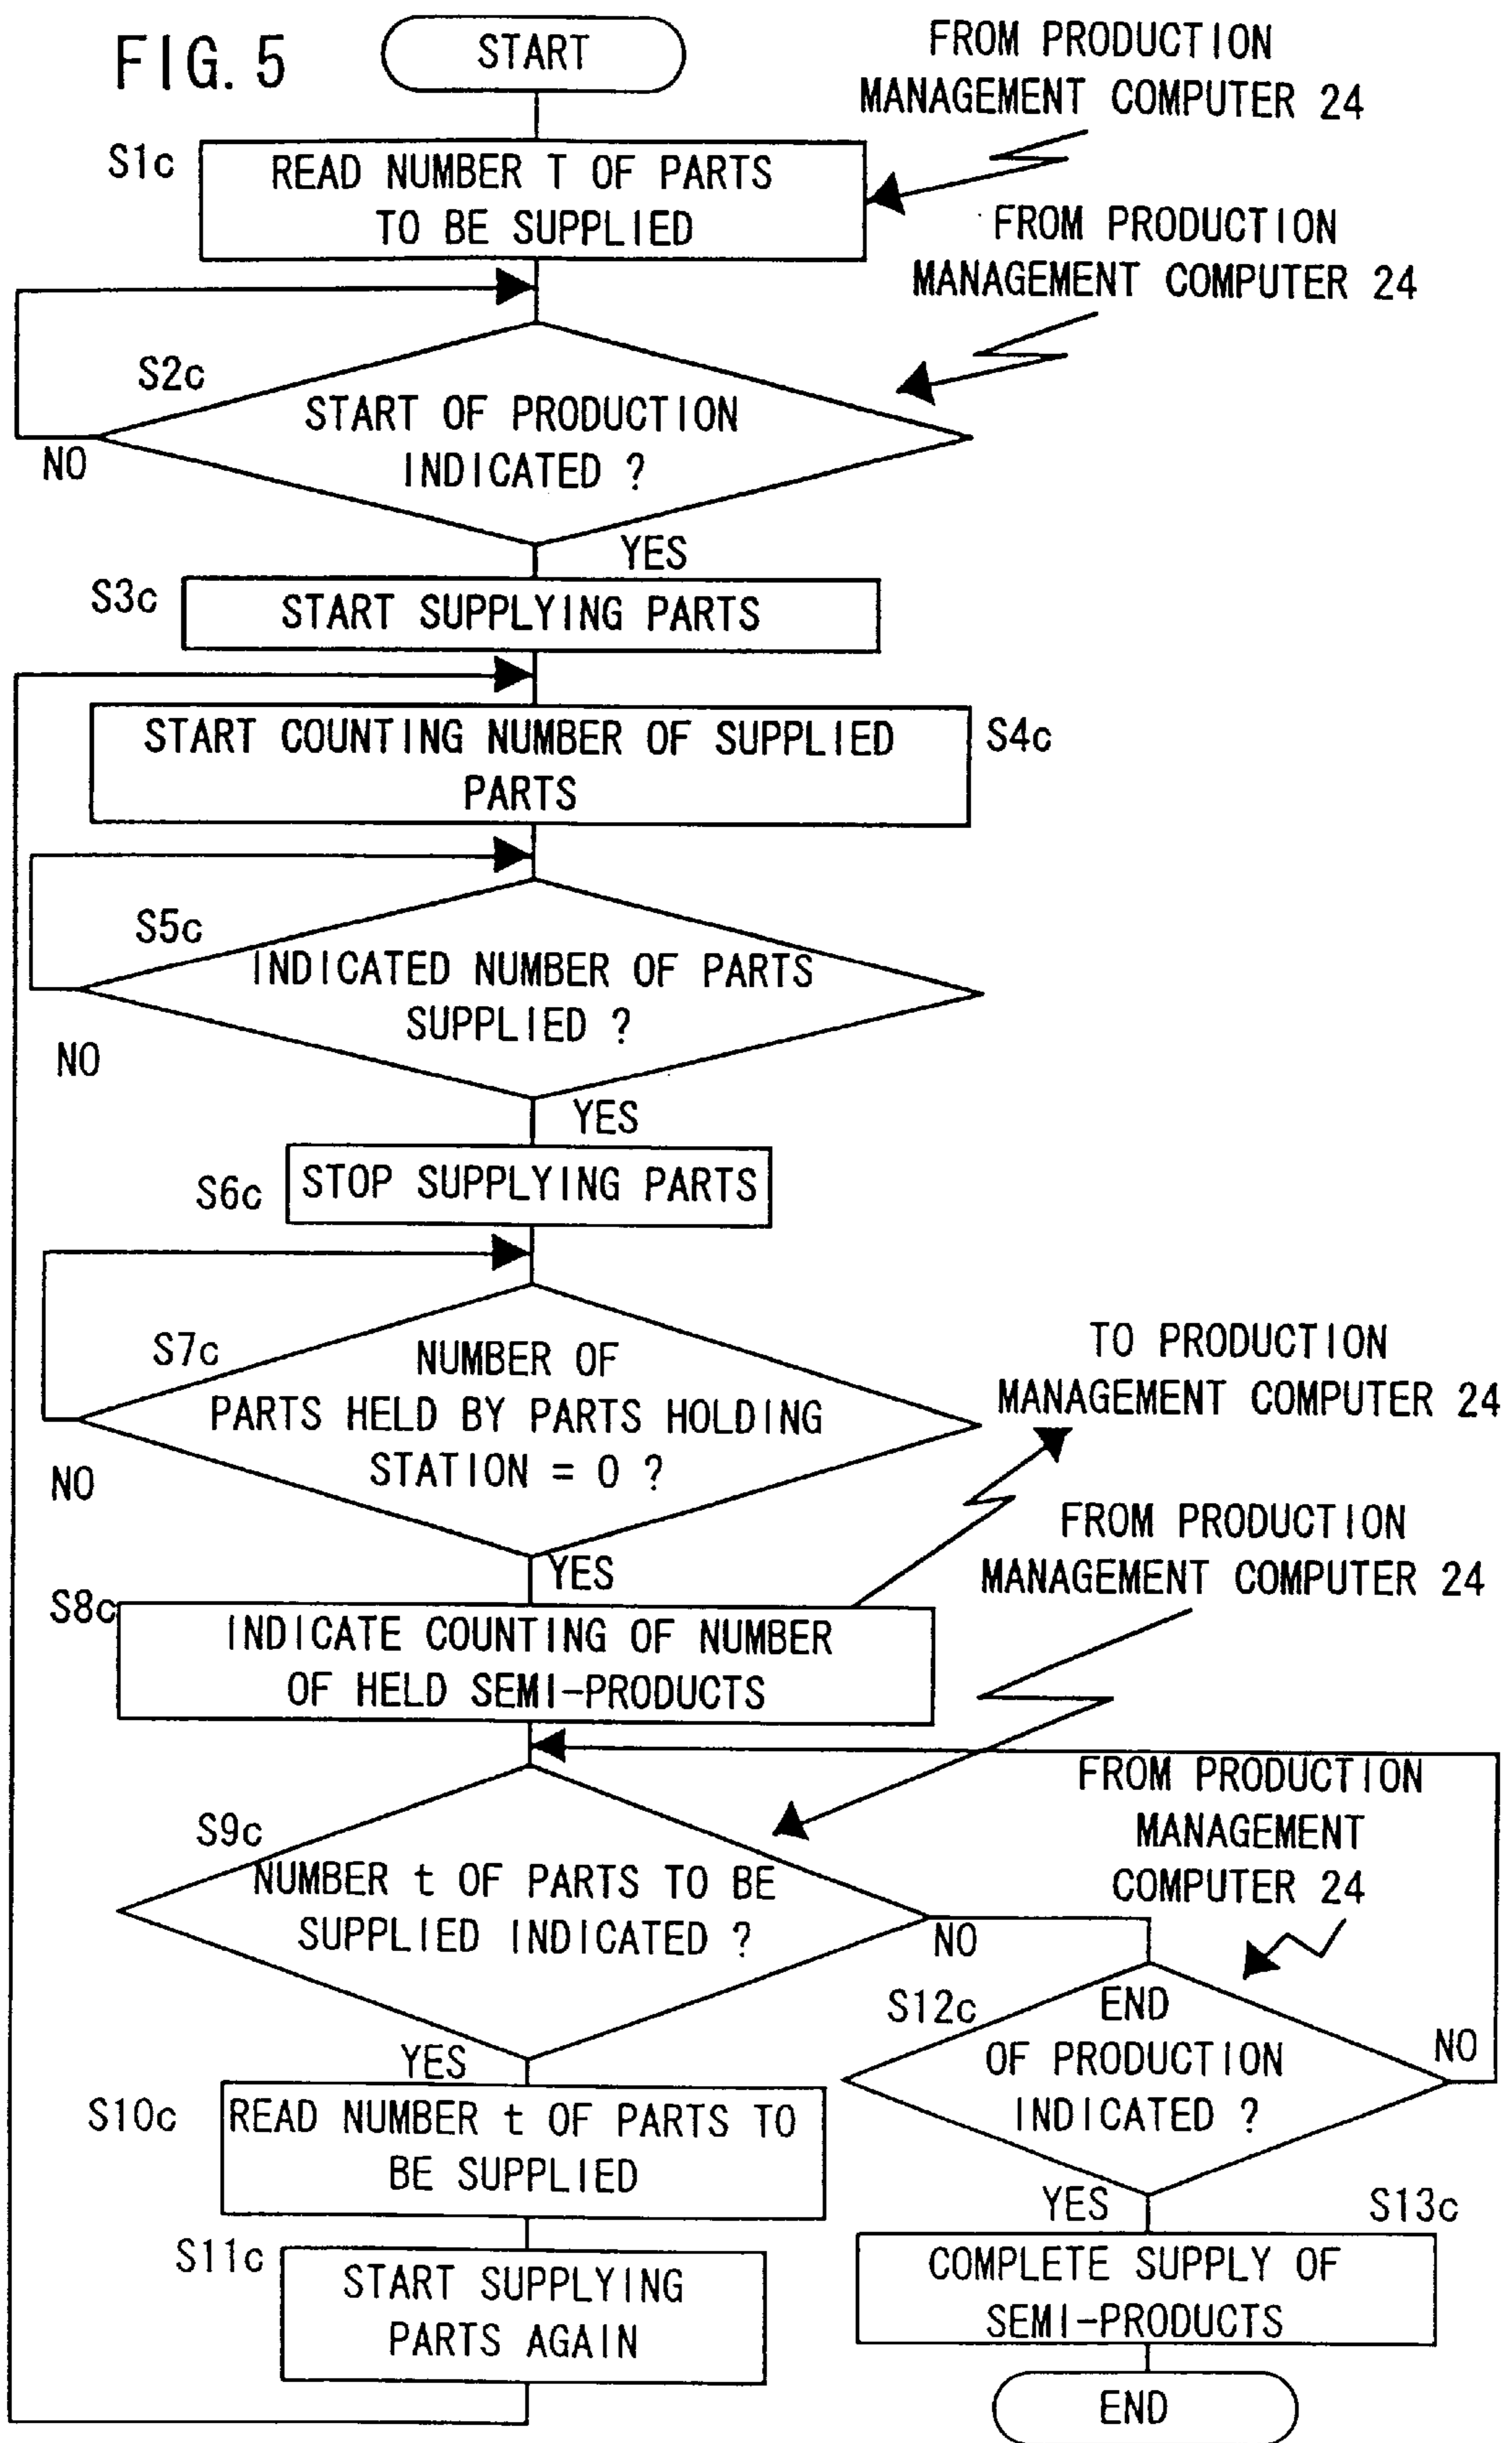 FIG. 5
START
FROM PRODUCTION
MANAGEMENT COMPUTER 24
S1c
READ NUMBER T OF PARTS
TO BE SUPPLIED
FROM PRODUCTION
MANAGEMENT COMPUTER 24
S2c
START OF PRODUCTION
INDICATED ?
NO
YES
S3c
START SUPPLYING PARTS
START COUNTING NUMBER OF SUPPLIED
PARTS
S4c
S5c
INDICATED NUMBER OF PARTS
SUPPLIED ?
NO
YES
S6c
STOP SUPPLYING PARTS
S7c
NUMBER OF
PARTS HELD BY PARTS HOLDING
STATION = 0 ?
NO
YES
TO PRODUCTION
MANAGEMENT COMPUTER 24
FROM PRODUCTION
MANAGEMENT COMPUTER 24
S8c
INDICATE COUNTING OF NUMBER
OF HELD SEMI-PRODUCTS
FROM PRODUCTION
MANAGEMENT
COMPUTER 24
S9c
NUMBER t OF PARTS TO BE
SUPPLIED INDICATED ?
NO
YES
S12c
END
OF PRODUCTION
INDICATED ?
NO
YES
S10c
READ NUMBER t OF PARTS TO
BE SUPPLIED
S11c
START SUPPLYING
PARTS AGAIN
S13c
COMPLETE SUPPLY OF
SEMI-PRODUCTS
END